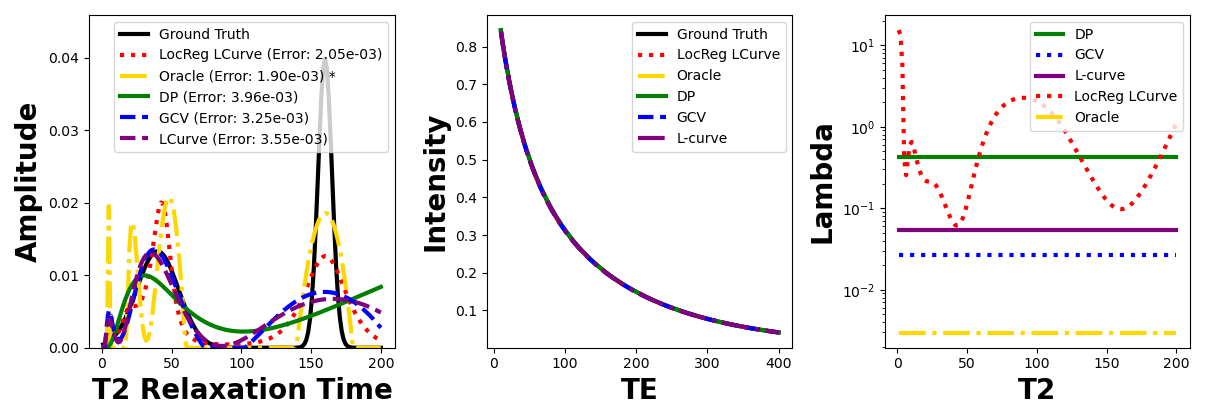 Amplitude
0.04
0.03
0.02
0.01
0.00
0
50
100
150
200
T2 Relaxation Time
Ground Truth
LocReg LCurve (Error: 2.05e-03)
Oracle (Error: 1.90e-03) *
DP (Error: 3.96e-03)
GCV (Error: 3.25e-03)
LCurve (Error: 3.55e-03)
Intensity
0.8
0.7
0.6
0.5
0.4
0.3
0.2
0.1
0
100
200
300
400
TE
Ground Truth
LocReg LCurve
Oracle
DP
GCV
L-curve
Lambda
10¹
10⁰
10⁻¹
10⁻²
0
50
100
150
200
T2
DP
GCV
L-curve
LocReg LCurve
Oracle